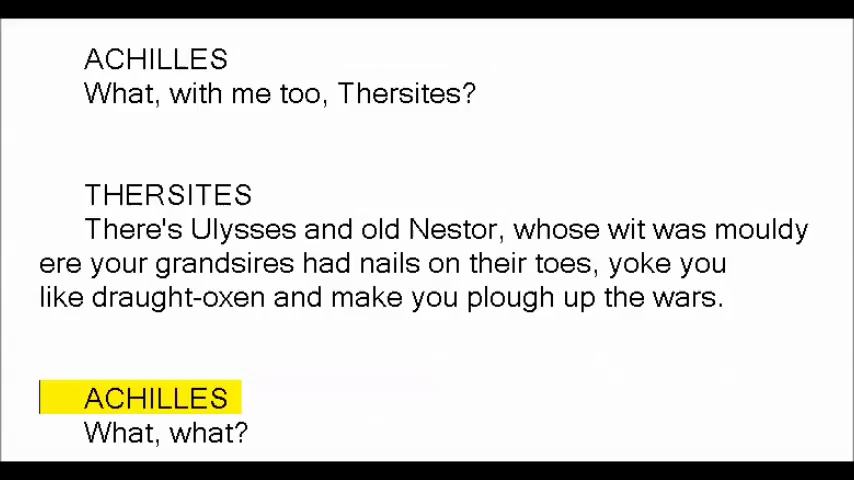 ACHILLES
What, with me too, Thersites?
THERSITES
There's Ulysses and old Nestor, whose wit was mouldy
ere your grandsires had nails on their toes, yoke you
like draught-oxen and make you plough up the wars.
ACHILLES
What, what?